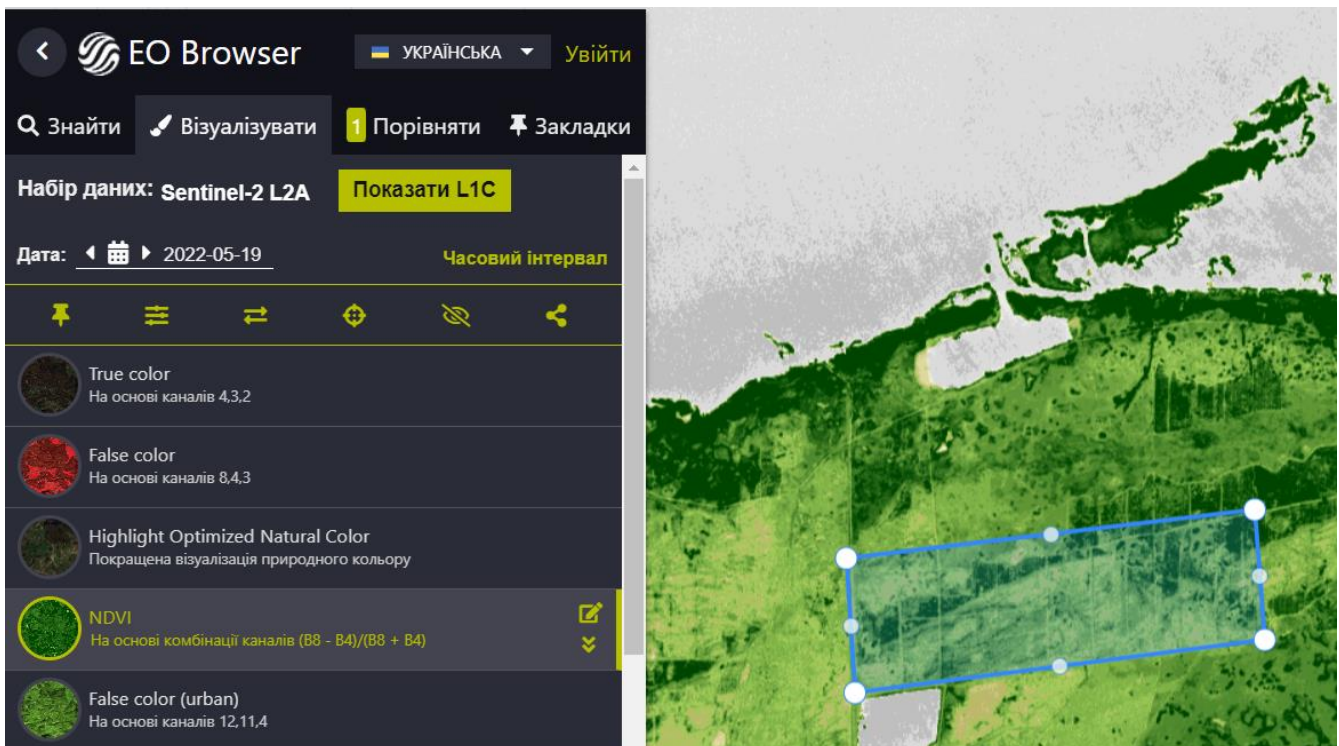 EO Browser
УКРАЇНСЬКА
Увійти
Знайти
Візуалізувати
1 Порівняти
Закладки
Набір даних: Sentinel-2 L2A
Показати L1C
Дата: 2022-05-19
Часовий інтервал
True color
На основі каналів 4,3,2
False color
На основі каналів 8,4,3
Highlight Optimized Natural Color
Покращена візуалізація природного кольору
NDVI
На основі комбінації каналів (B8 - B4)/(B8 + B4)
False color (urban)
На основі каналів 12,11,4